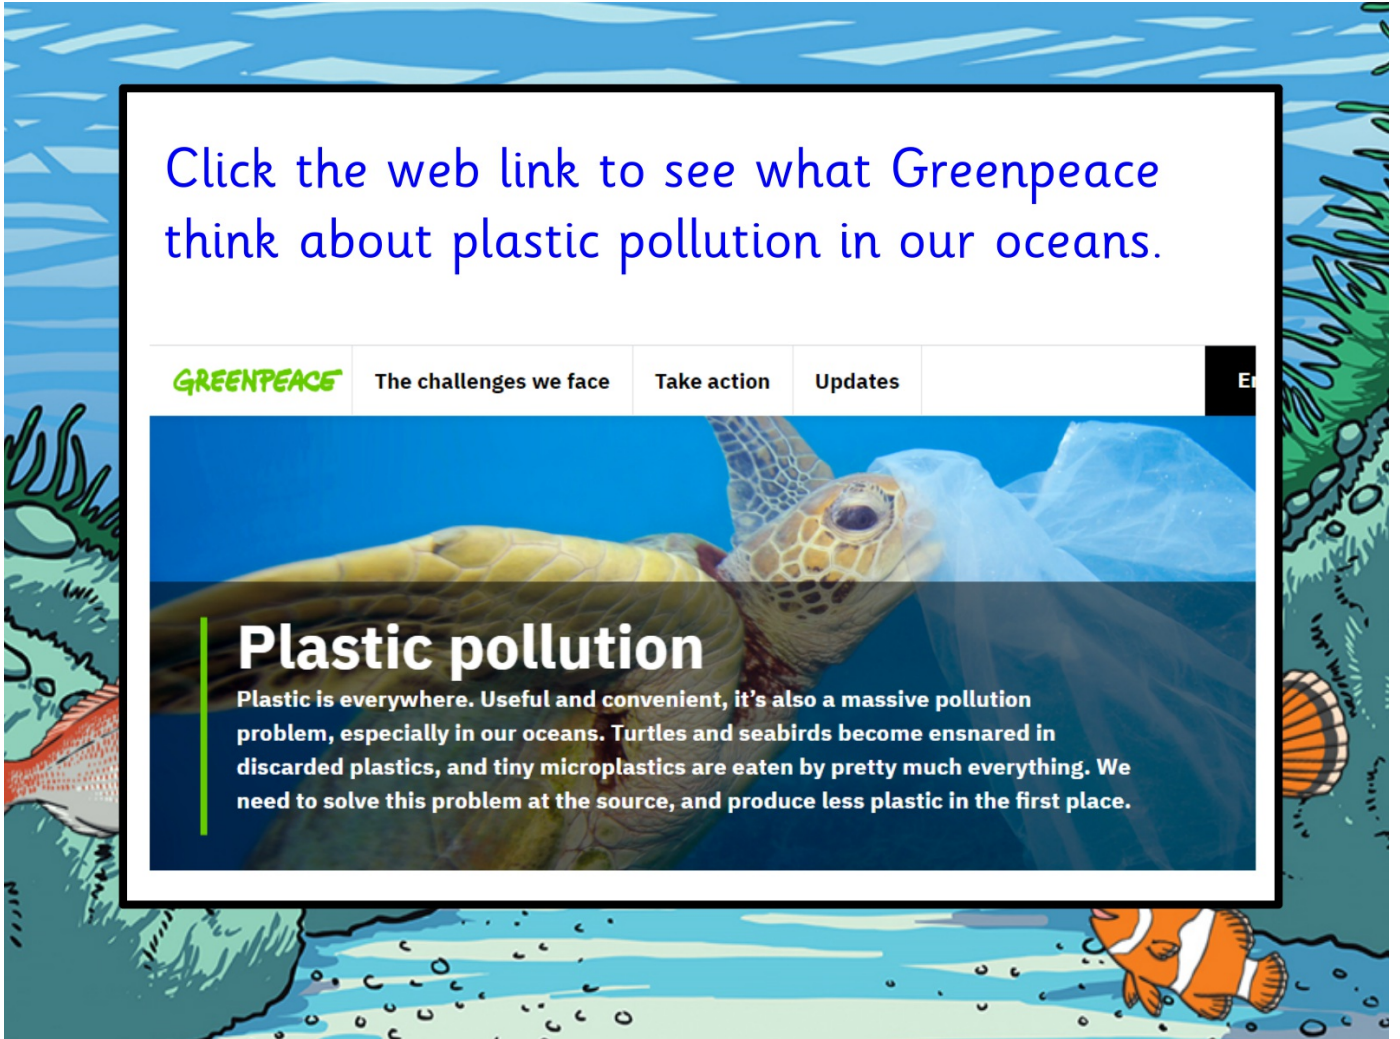 Click the web link to see what Greenpeace
think about plastic pollution in our oceans.
GREENPEACE The challenges we face Take action Updates
Plastic pollution
Plastic is everywhere. Useful and convenient, it’s also a massive pollution
problem, especially in our oceans. Turtles and seabirds become ensnared in
discarded plastics, and tiny microplastics are eaten by pretty much everything. We
need to solve this problem at the source, and produce less plastic in the first place.